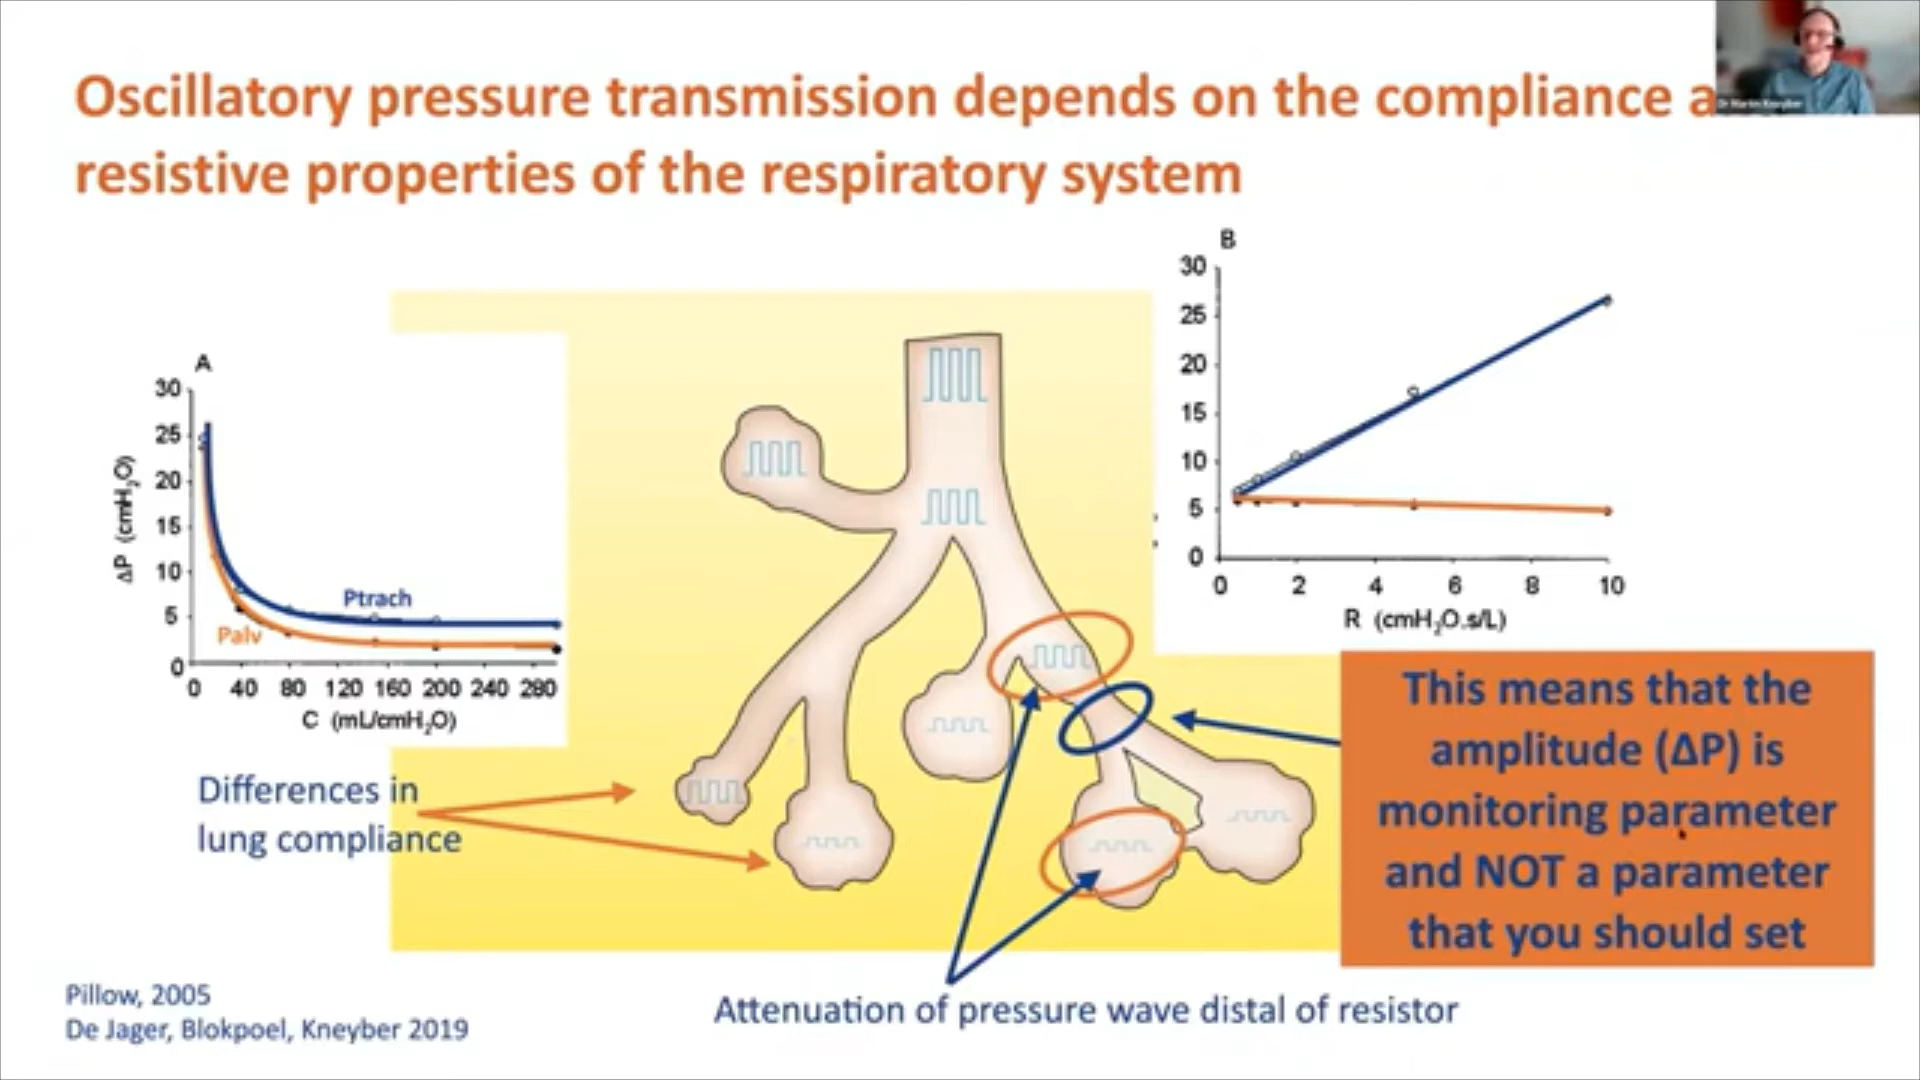 Oscillatory pressure transmission depends on the compliance a
resistive properties of the respiratory system
Dr Martin Kneyber
A
30
25
20
15
10
5
0
ΔP (cmH₂O)
Ptrach
Palv
0 40 80 120 160 200 240 280
C (mL/cmH₂O)
B
30
25
20
15
10
5
0
0 2 4 6 8 10
R (cmH₂O.s/L)
Differences in
lung compliance
This means that the
amplitude (ΔP) is
monitoring parameter
and NOT a parameter
that you should set
Attenuation of pressure wave distal of resistor
Pillow, 2005
De Jager, Blokpoel, Kneyber 2019